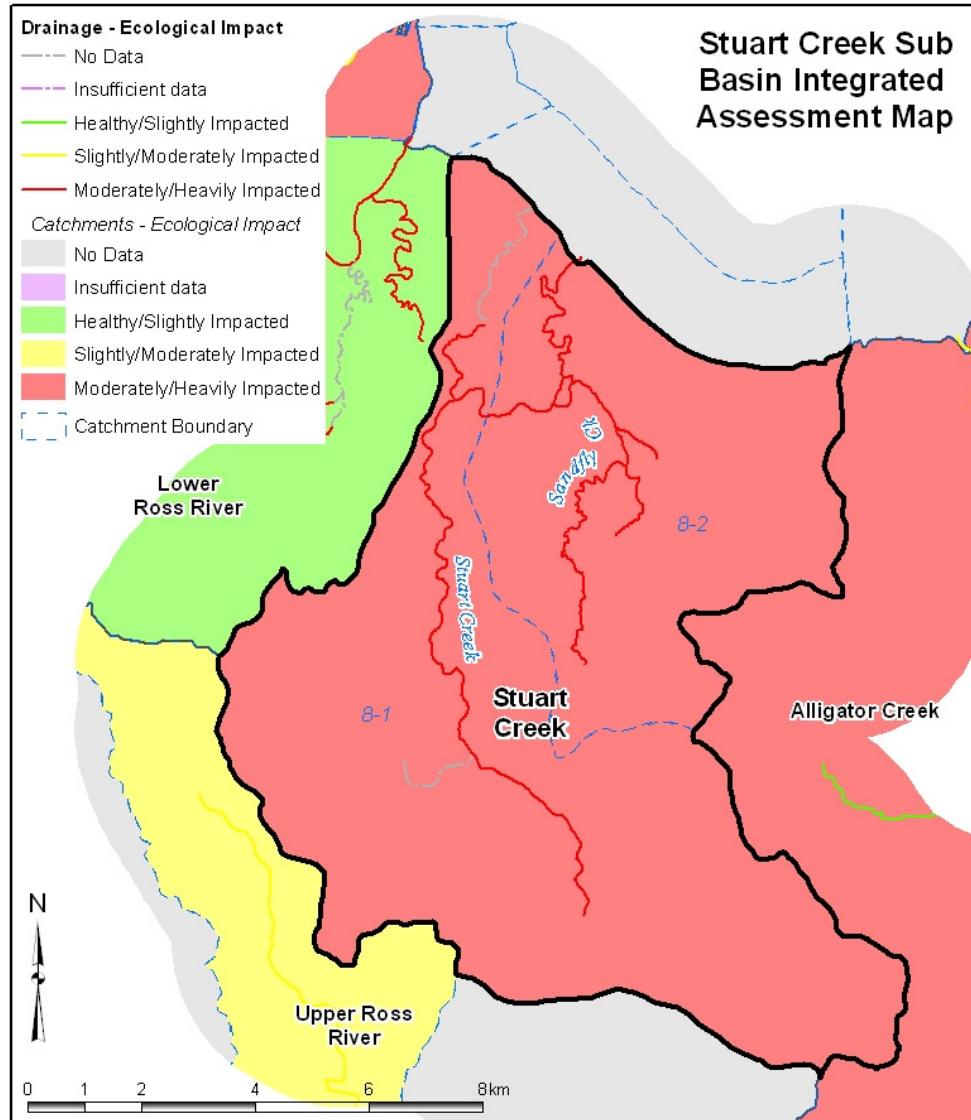 Drainage - Ecological Impact
No Data
Insufficient data
Healthy/Slightly Impacted
Slightly/Moderately Impacted
Moderately/Heavily Impacted
Catchments - Ecological Impact
No Data
Insufficient data
Healthy/Slightly Impacted
Slightly/Moderately Impacted
Moderately/Heavily Impacted
Catchment Boundary
Stuart Creek Sub
Basin Integrated
Assessment Map
Lower
Ross River
Sandfly
Ck
8-2
Stuart Creek
Stuart
Creek
8-1
Alligator Creek
N
Upper Ross
River
0 1 2 4 6 8 km